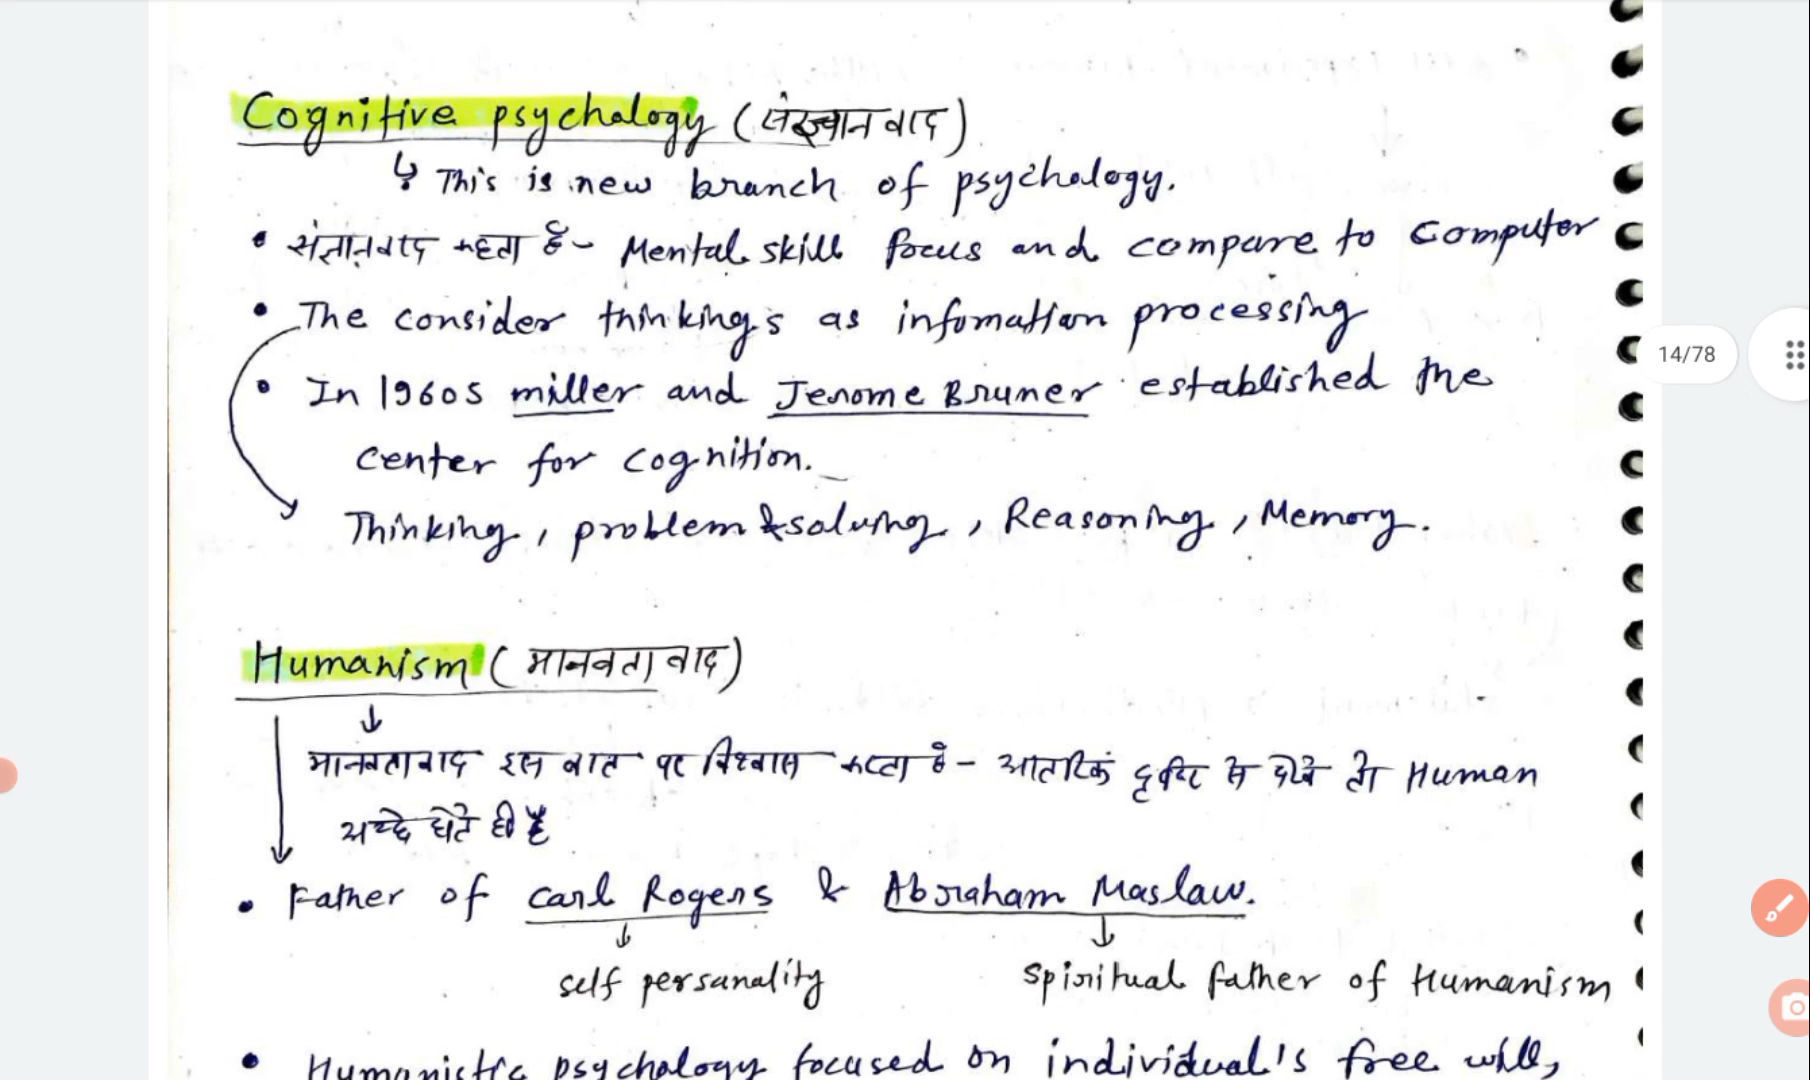 Cognitive psychology (संज्ञानवाद)
↳ This is new branch of psychology.
• संज्ञानवाद कहता है - Mental skill focus and compare to Computer
• The consider thinkings as infomation processing
14/78
• In 1960s miller and Jerome Bruner established the
center for cognition.
Thinking, problem solving, Reasoning, Memory.
Humanism (मानवतावाद)
मानवतावाद इस बात पर विश्वास करता है - आंतरिक दृष्टि से देखे तो Human
अच्छे होते ही है
• Father of Carl Rogers & Abraham Maslaw.
self persanality
Spiritual father of Humanism
• Humanistic psychology focused on individual's free will,